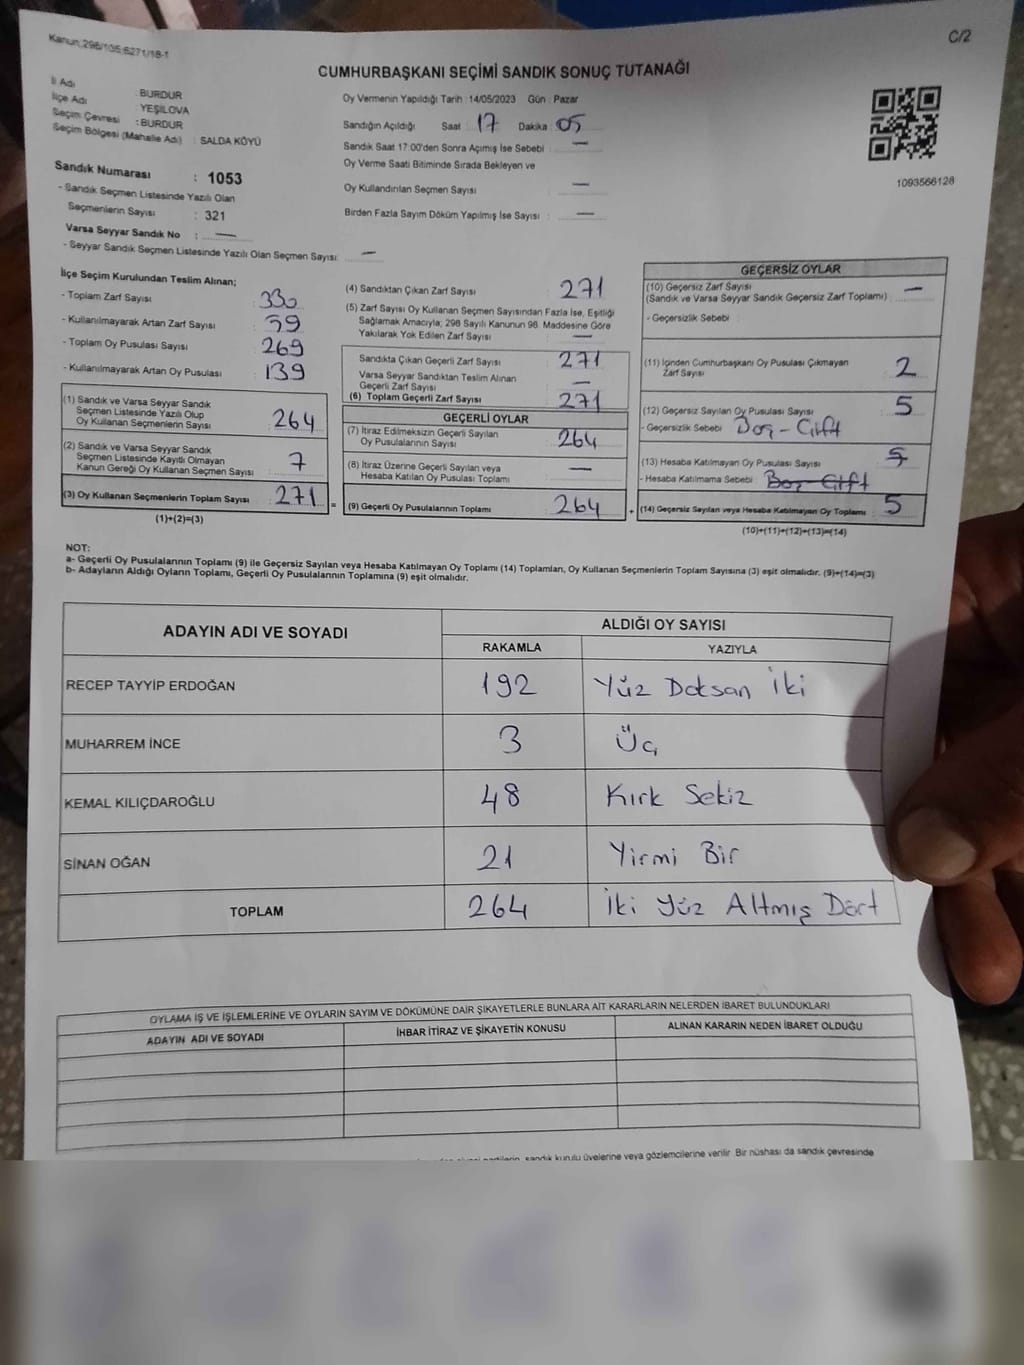 Kanun;298/105;6271/18-1
C/2
CUMHURBAŞKANI SEÇİMİ SANDIK SONUÇ TUTANAĞI
İl Adı : BURDUR
İlçe Adı : YEŞİLOVA
Seçim Çevresi : BURDUR
Seçim Bölgesi (Mahalle Adı) : SALDA KÖYÜ
Sandık Numarası : 1053
- Sandık Seçmen Listesinde Yazılı Olan
Seçmenlerin Sayısı : 321
Varsa Seyyar Sandık No : —
- Seyyar Sandık Seçmen Listesinde Yazılı Olan Seçmen Sayısı: —
Oy Vermenin Yapıldığı Tarih : 14/05/2023 Gün : Pazar
Sandığın Açıldığı Saat : 17 Dakika : 05
Sandık Saat 17:00'den Sonra Açımış İse Sebebi : —
Oy Verme Saati Bitiminde Sırada Bekleyen ve
Oy Kullandırılan Seçmen Sayısı : —
Birden Fazla Sayım Döküm Yapılmış İse Sayısı : —
1093566128
İlçe Seçim Kurulundan Teslim Alınan;
- Toplam Zarf Sayısı : 330
- Kullanılmayarak Artan Zarf Sayısı : 59
- Toplam Oy Pusulası Sayısı : 269
- Kullanılmayarak Artan Oy Pusulası : 139
(1) Sandık ve Varsa Seyyar Sandık
Seçmen Listesinde Yazılı Olup
Oy Kullanan Seçmenlerin Sayısı : 264
(2) Sandık ve Varsa Seyyar Sandık
Seçmen Listesinde Kayıtlı Olmayan
Kanun Gereği Oy Kullanan Seçmen Sayısı : 7
(3) Oy Kullanan Seçmenlerin Toplam Sayısı : 271 =
(1)+(2)=(3)
(4) Sandıktan Çıkan Zarf Sayısı : 271
(5) Zarf Sayısı Oy Kullanan Seçmen Sayısından Fazla İse, Eşitliği
Sağlamak Amacıyla; 298 Sayılı Kanunun 98. Maddesine Göre
Yakılarak Yok Edilen Zarf Sayısı : —
Sandıkta Çıkan Geçerli Zarf Sayısı : 271
Varsa Seyyar Sandıktan Teslim Alınan
Geçerli Zarf Sayısı : —
(6) Toplam Geçerli Zarf Sayısı : 271
GEÇERLİ OYLAR
(7) İtiraz Edilmeksizin Geçerli Sayılan
Oy Pusulalarının Sayısı : 264
(8) İtiraz Üzerine Geçerli Sayılan veya
Hesaba Katılan Oy Pusulası Toplamı : —
(9) Geçerli Oy Pusulalarının Toplamı : 264 +
GEÇERSİZ OYLAR
(10) Geçersiz Zarf Sayısı
(Sandık ve Varsa Seyyar Sandık Geçersiz Zarf Toplamı) : —
- Geçersizlik Sebebi :
(11) İçinden Cumhurbaşkanı Oy Pusulası Çıkmayan
Zarf Sayısı : 2
(12) Geçersiz Sayılan Oy Pusulası Sayısı : 5
- Geçersizlik Sebebi : Boş - Çift
(13) Hesaba Katılmayan Oy Pusulası Sayısı : 5
- Hesaba Katılmama Sebebi : Boş Çift
(14) Geçersiz Sayılan veya Hesaba Katılmayan Oy Toplamı : 5
(10)+(11)+(12)+(13)=(14)
NOT:
a- Geçerli Oy Pusulalarının Toplamı (9) ile Geçersiz Sayılan veya Hesaba Katılmayan Oy Toplamı (14) Toplamları, Oy Kullanan Seçmenlerin Toplam Sayısına (3) eşit olmalıdır. (9)+(14)=(3)
b- Adayların Aldığı Oyların Toplamı, Geçerli Oy Pusulalarının Toplamına (9) eşit olmalıdır.
ADAYIN ADI VE SOYADI
ALDIĞI OY SAYISI
RAKAMLA YAZIYLA
RECEP TAYYİP ERDOĞAN 192 Yüz Doksan İki
MUHARREM İNCE 3 Üç
KEMAL KILIÇDAROĞLU 48 Kırk Sekiz
SİNAN OĞAN 21 Yirmi Bir
TOPLAM 264 İki Yüz Altmış Dört
OYLAMA İŞ VE İŞLEMLERİNE VE OYLARIN SAYIM VE DÖKÜMÜNE DAİR ŞİKAYETLERLE BUNLARA AİT KARARLARIN NELERDEN İBARET BULUNDUKLARI
ADAYIN ADI VE SOYADI İHBAR İTİRAZ VE ŞİKAYETİN KONUSU ALINAN KARARIN NEDEN İBARET OLDUĞU
sandık kurulu üyelerine veya gözlemcilerine verilir. Bir nüshası da sandık çevresinde